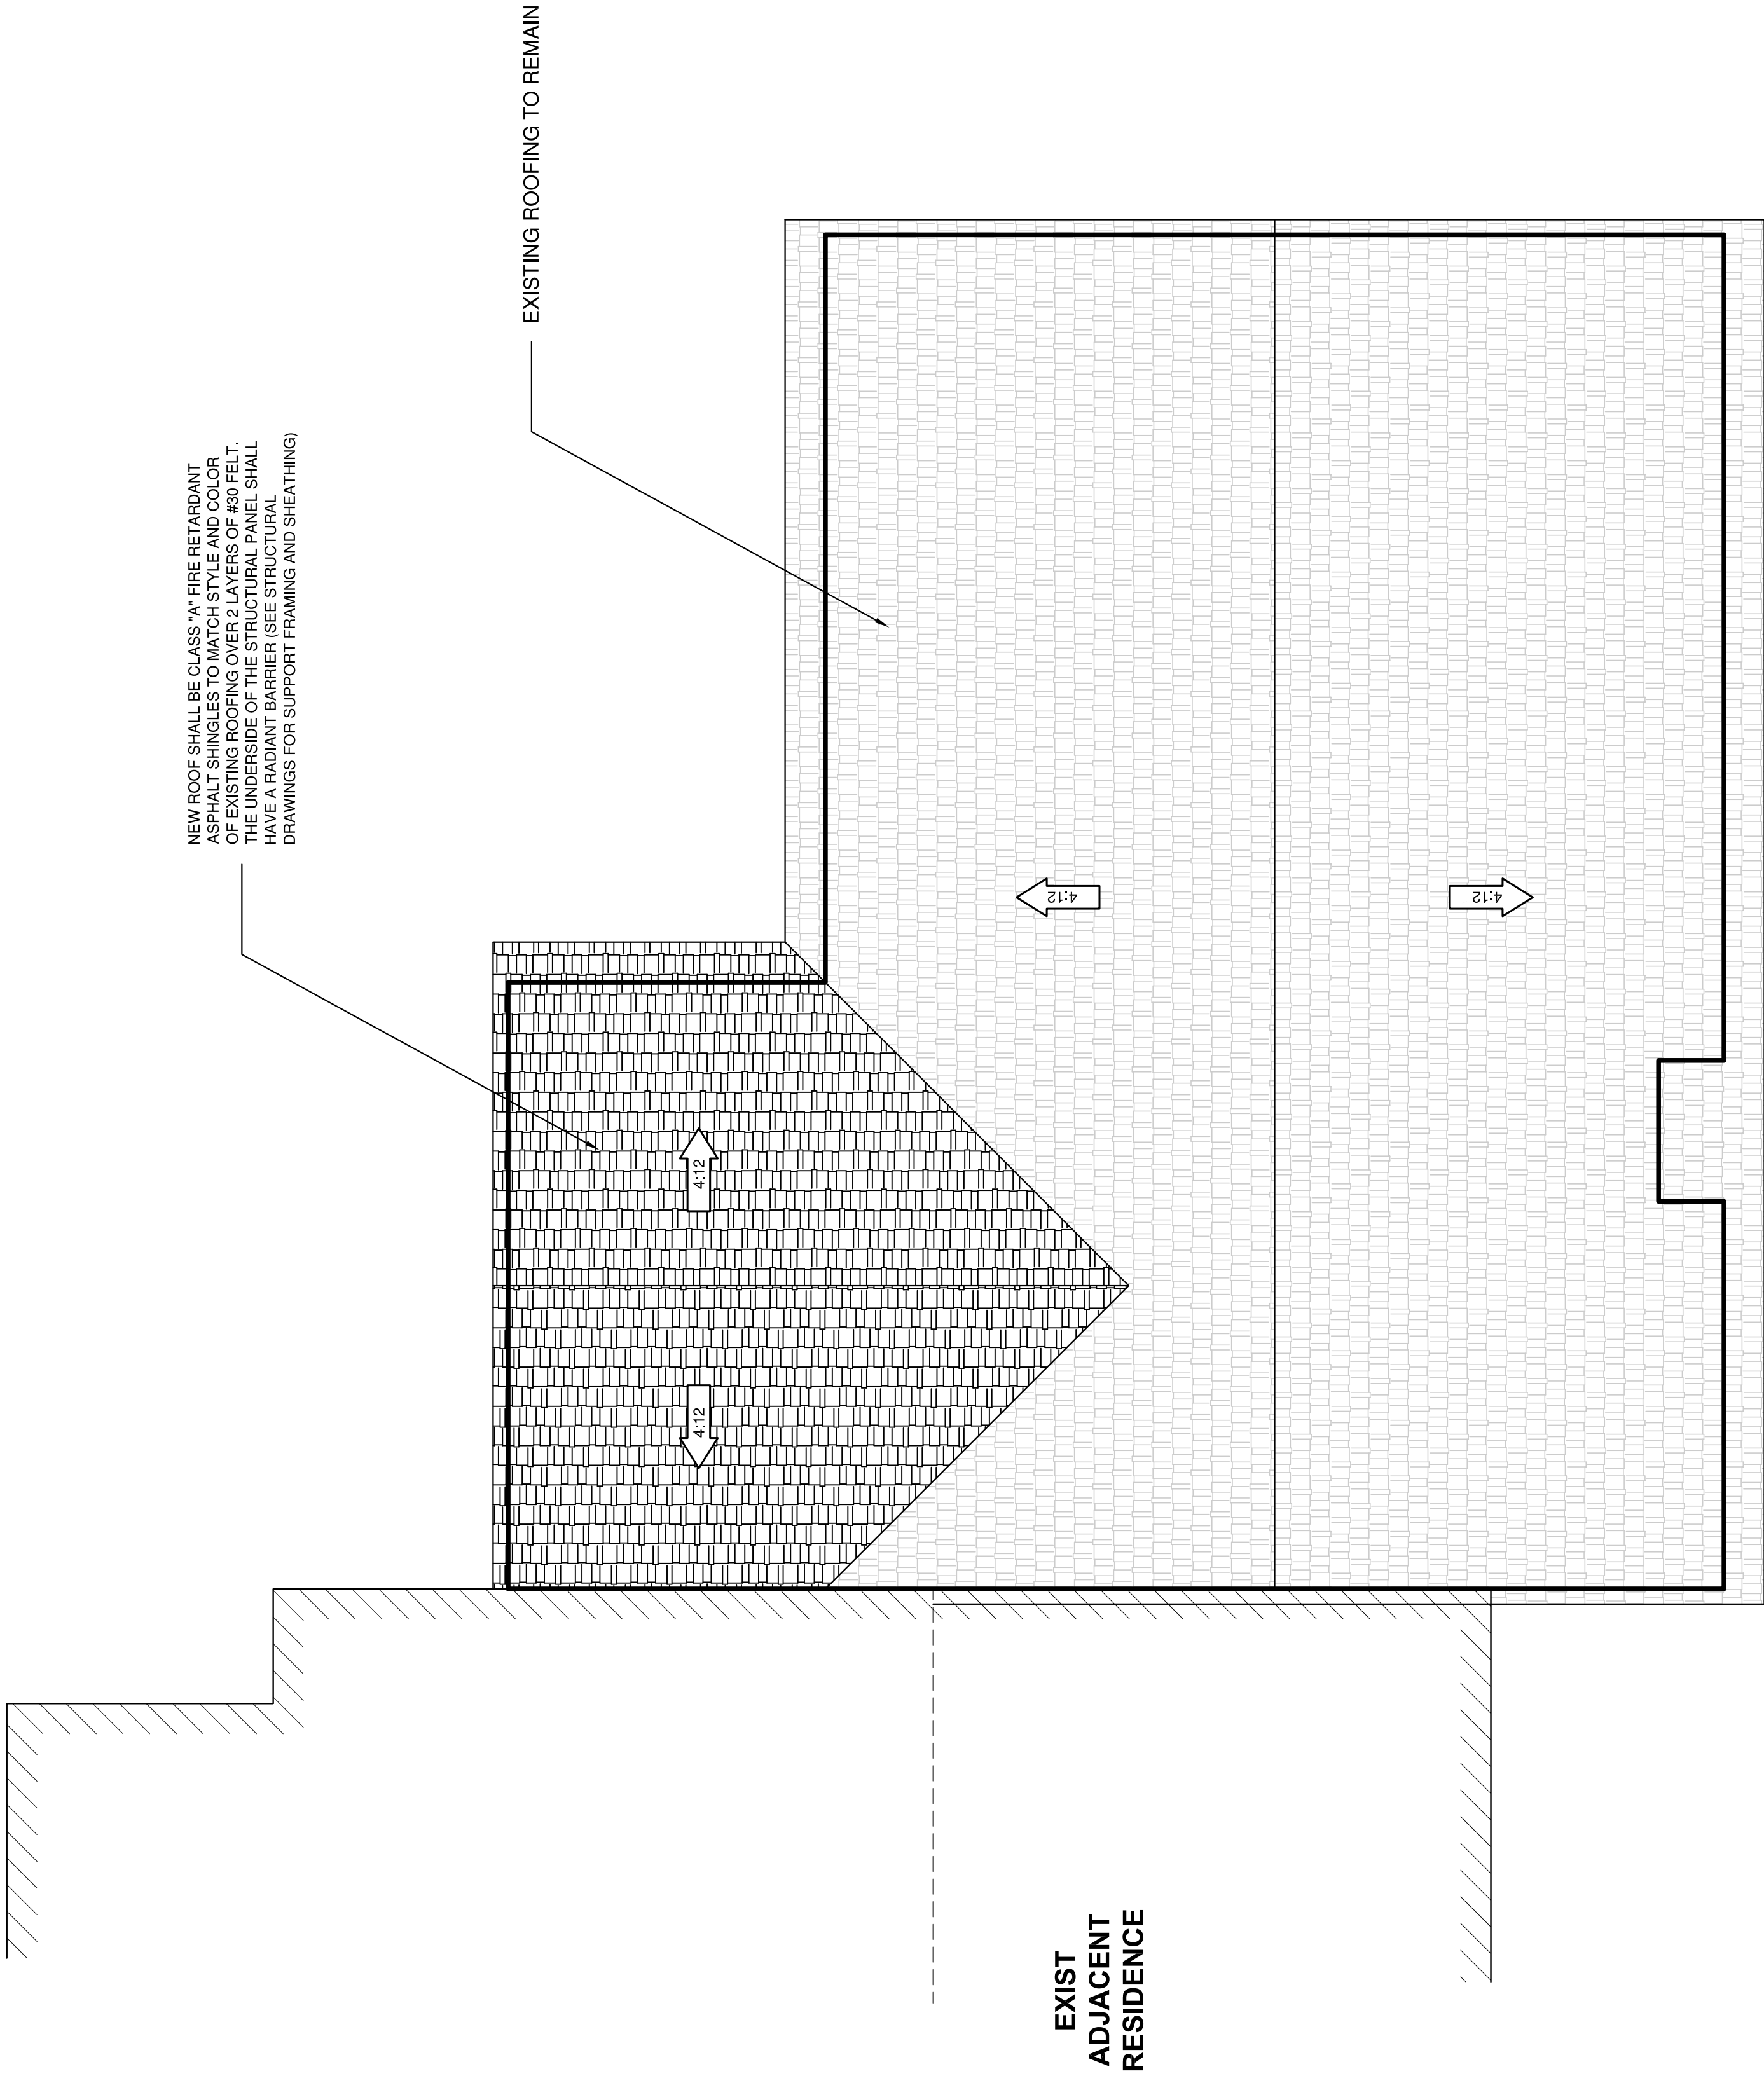 NEW ROOF SHALL BE CLASS "A" FIRE RETARDANT
ASPHALT SHINGLES TO MATCH STYLE AND COLOR
OF EXISTING ROOFING OVER 2 LAYERS OF #30 FELT.
THE UNDERSIDE OF THE STRUCTURAL PANEL SHALL
HAVE A RADIANT BARRIER (SEE STRUCTURAL
DRAWINGS FOR SUPPORT FRAMING AND SHEATHING)
EXISTING ROOFING TO REMAIN
4:12
4:12
4:12
4:12
EXIST
ADJACENT
RESIDENCE